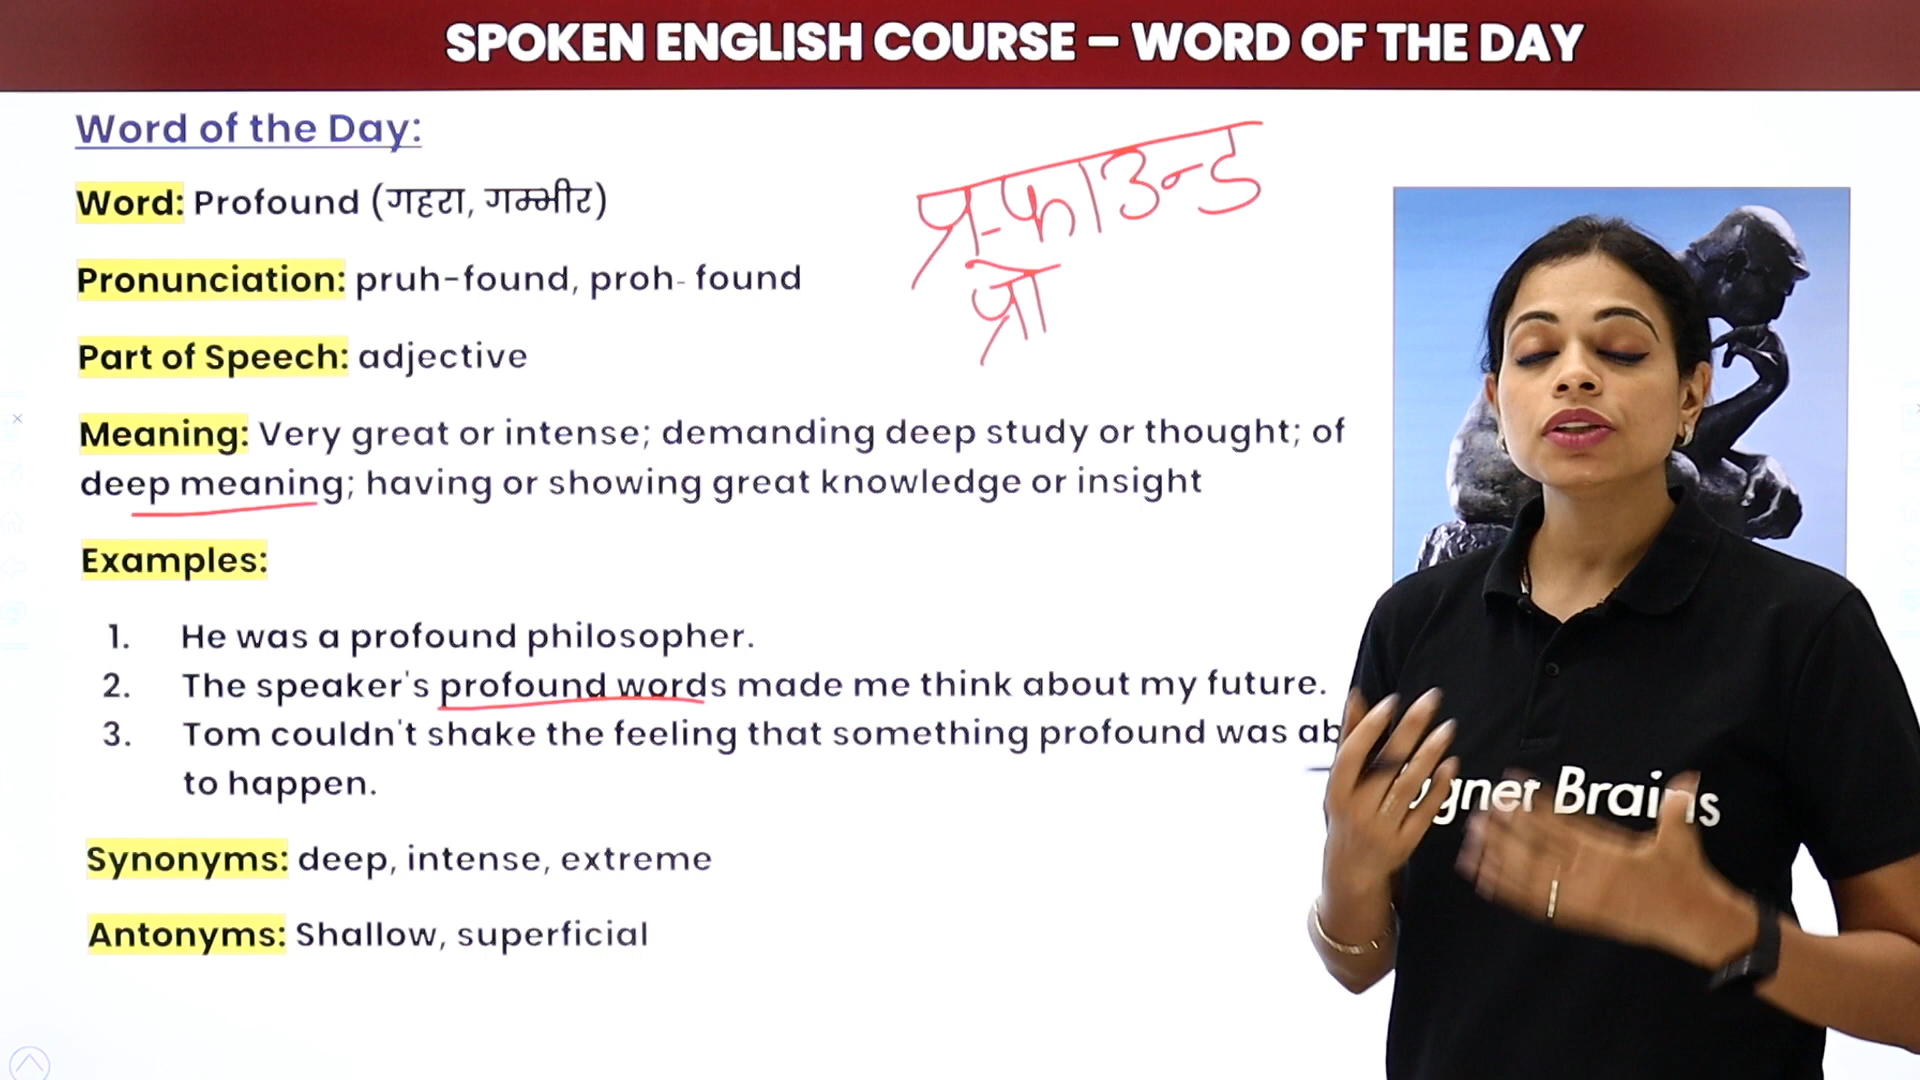 SPOKEN ENGLISH COURSE – WORD OF THE DAY
Word of the Day:
Word: Profound (गहरा, गम्भीर)
प्र-फाउन्ड
प्रो
Pronunciation: pruh-found, proh- found
Part of Speech: adjective
Meaning: Very great or intense; demanding deep study or thought; of
deep meaning; having or showing great knowledge or insight
Examples:
1. He was a profound philosopher.
2. The speaker's profound words made me think about my future.
3. Tom couldn't shake the feeling that something profound was ab
to happen.
Synonyms: deep, intense, extreme
Antonyms: Shallow, superficial
gnet Brains